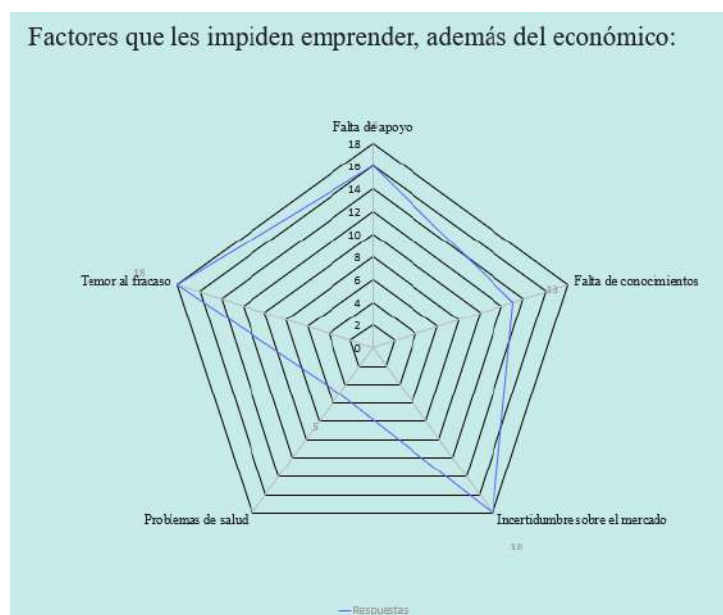 Factores que les impiden emprender, además del económico:
Falta de apoyo
18
16
14
12
10
8
6
4
2
0
18
Temor al fracaso
13
Falta de conocimientos
5
Problemas de salud
Incertidumbre sobre el mercado
18
Respuestas